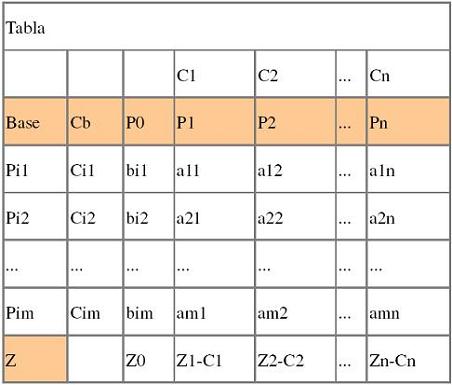 Tabla
C1 C2 ... Cn
Base Cb P0 P1 P2 ... Pn
Pi1 Ci1 bi1 a11 a12 ... a1n
Pi2 Ci2 bi2 a21 a22 ... a2n
... ... ... ... ... ... ...
Pim Cim bim am1 am2 ... amn
Z Z0 Z1-C1 Z2-C2 ... Zn-Cn